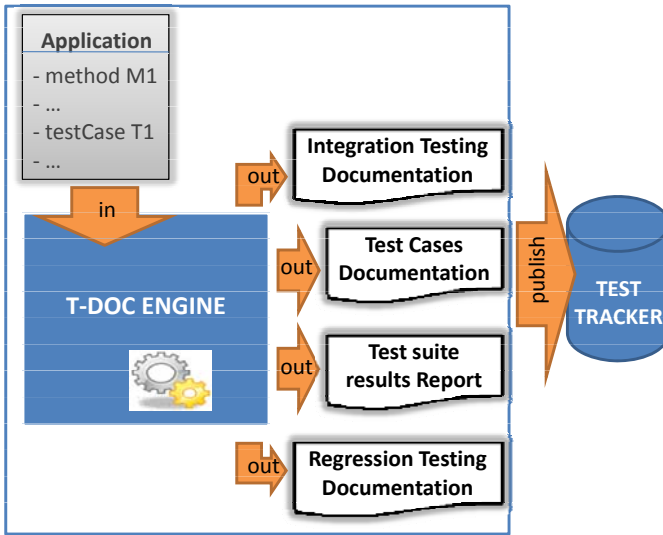 Application
- method M1
- ...
- testCase T1
- ...
in
T-DOC ENGINE
out
Integration Testing
Documentation
out
Test Cases
Documentation
out
Test suite
results Report
out
Regression Testing
Documentation
publish
TEST
TRACKER